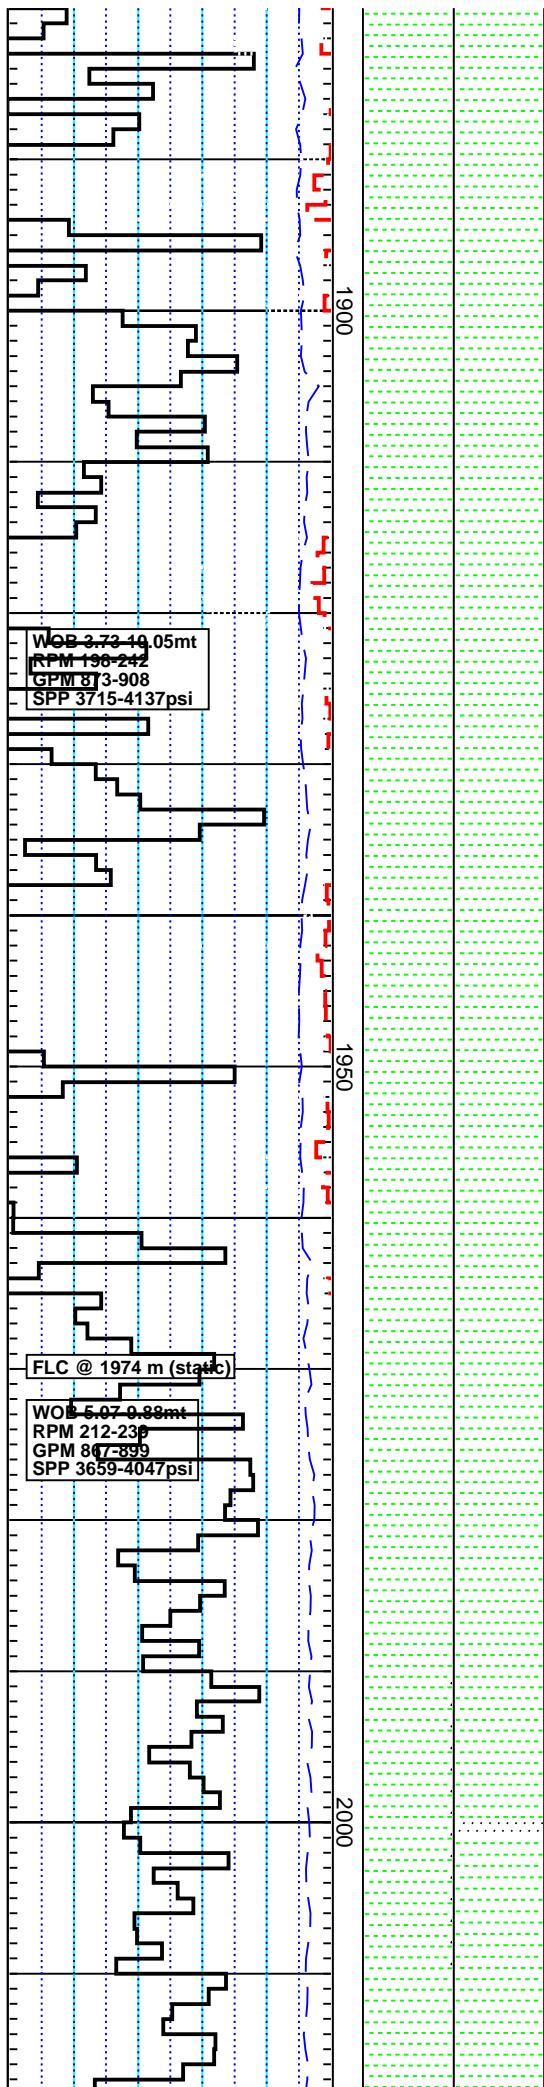 1900
WOB 3.73-10.05mt
RPM 198-242
GPM 873-908
SPP 3715-4137psi
1950
FLC @ 1974 m (static)
WOB 5.07-9.88mt
RPM 212-239
GPM 867-899
SPP 3659-4047psi
2000